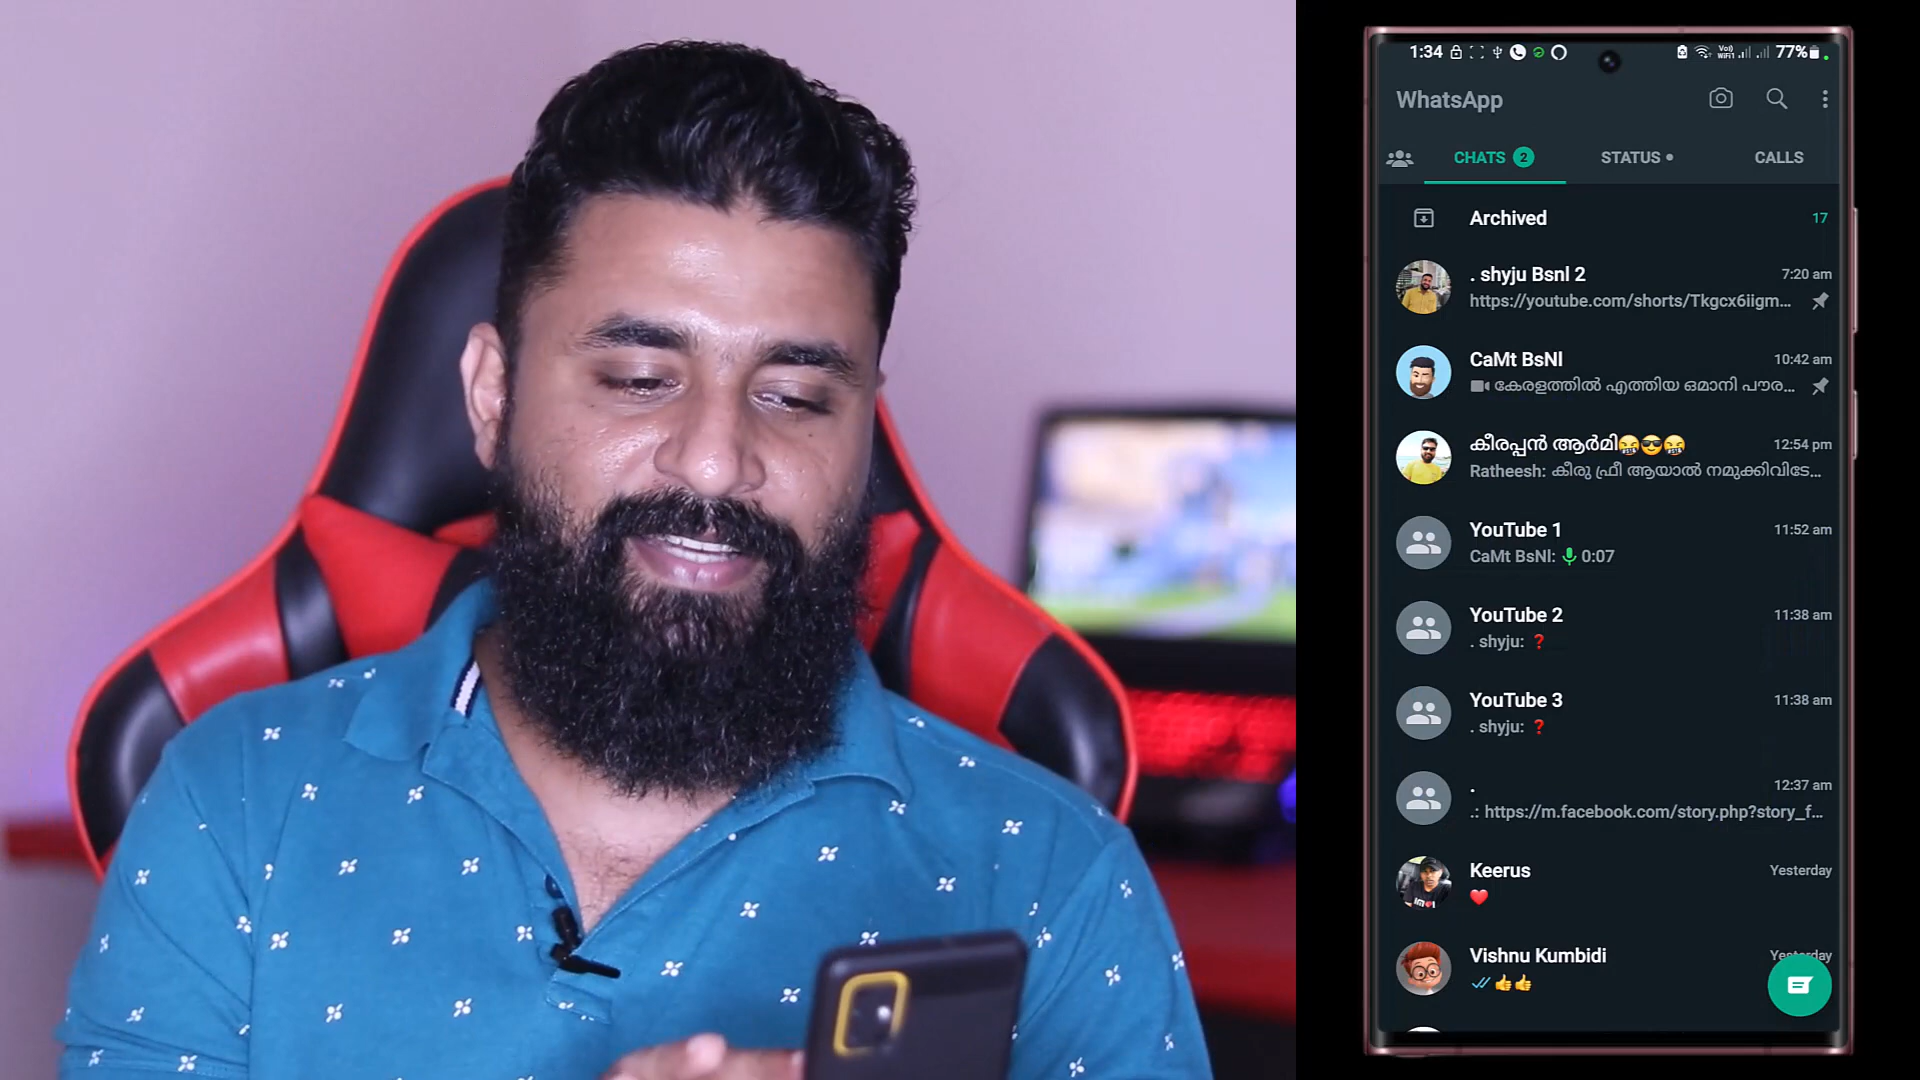 1:34 77%
WhatsApp
CHATS 2 STATUS CALLS
Archived 17
. shyju Bsnl 2 7:20 am
https://youtube.com/shorts/Tkgcx6iigm...
CaMt BsNl 10:42 am
കേരളത്തിൽ എത്തിയ ഒമാനി പൗര...
കീരപ്പൻ ആർമി🤬😎🤬 12:54 pm
Ratheesh: കീരു ഫ്രീ ആയാൽ നമുക്കിവിടേ...
YouTube 1 11:52 am
CaMt BsNl: 0:07
YouTube 2 11:38 am
. shyju: ❓
YouTube 3 11:38 am
. shyju: ❓
. 12:37 am
.: https://m.facebook.com/story.php?story_f...
Keerus Yesterday
❤️
Vishnu Kumbidi Yesterday
👍👍